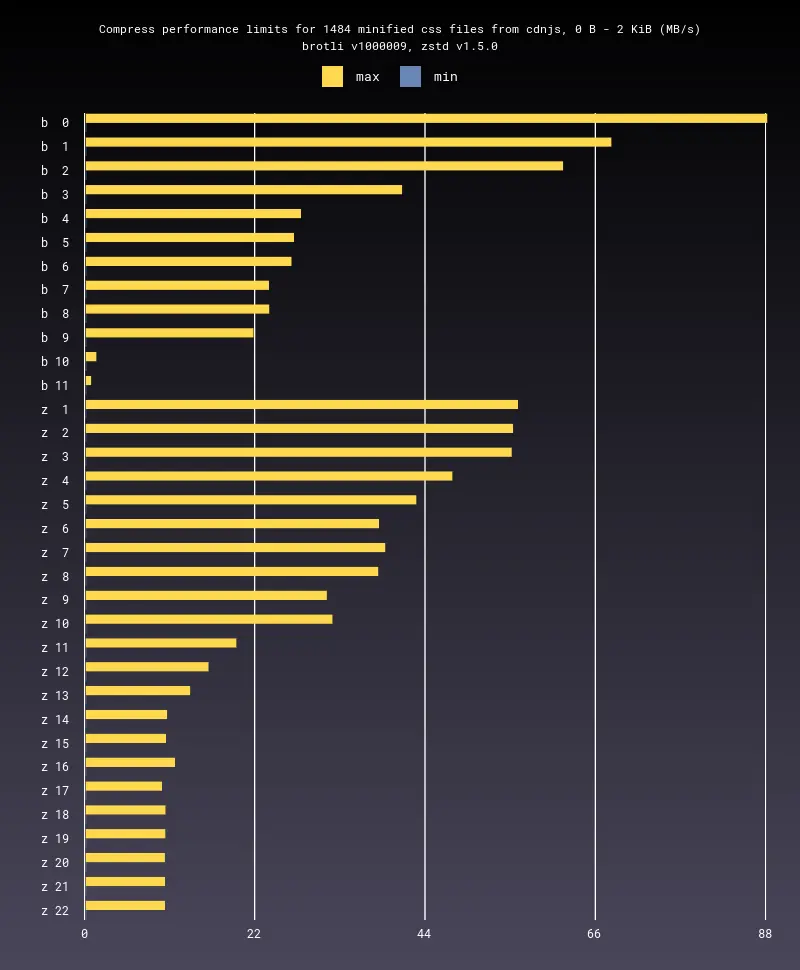 Compress performance limits for 1484 minified css files from cdnjs, 0 B - 2 KiB (MB/s)
brotli v1000009, zstd v1.5.0
max min
b 0
b 1
b 2
b 3
b 4
b 5
b 6
b 7
b 8
b 9
b 10
b 11
z 1
z 2
z 3
z 4
z 5
z 6
z 7
z 8
z 9
z 10
z 11
z 12
z 13
z 14
z 15
z 16
z 17
z 18
z 19
z 20
z 21
z 22
0 22 44 66 88